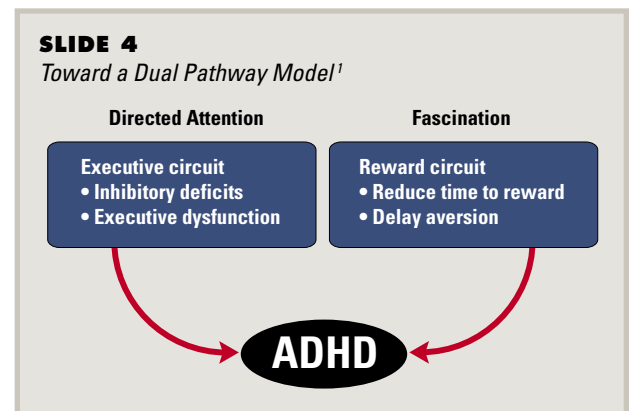 SLIDE 4
Toward a Dual Pathway Model¹
Directed Attention
Fascination
Executive circuit
• Inhibitory deficits
• Executive dysfunction
Reward circuit
• Reduce time to reward
• Delay aversion
ADHD